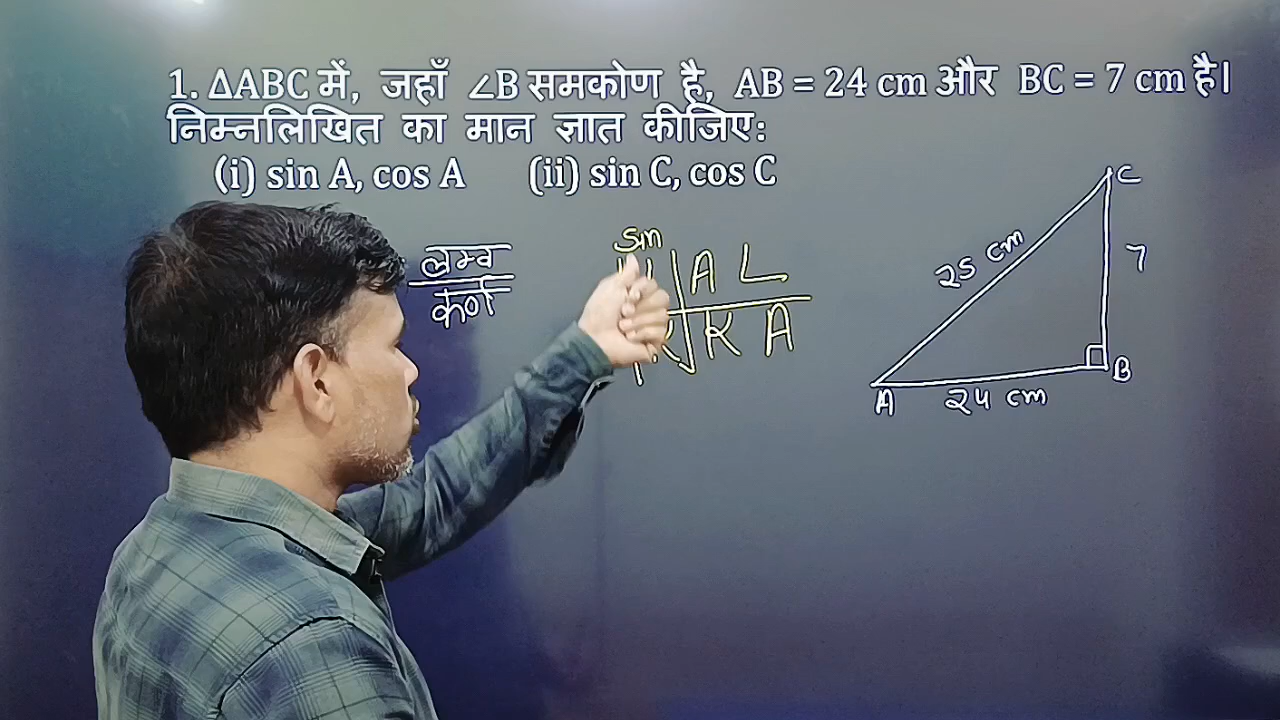 1. ΔABC में, जहाँ ∠B समकोण है, AB = 24 cm और BC = 7 cm है।
निम्नलिखित का मान ज्ञात कीजिए:
(i) sin A, cos A (ii) sin C, cos C
लम्ब
कर्ण
Sin
A L
K A
C
25 cm
7
B
A
24 cm